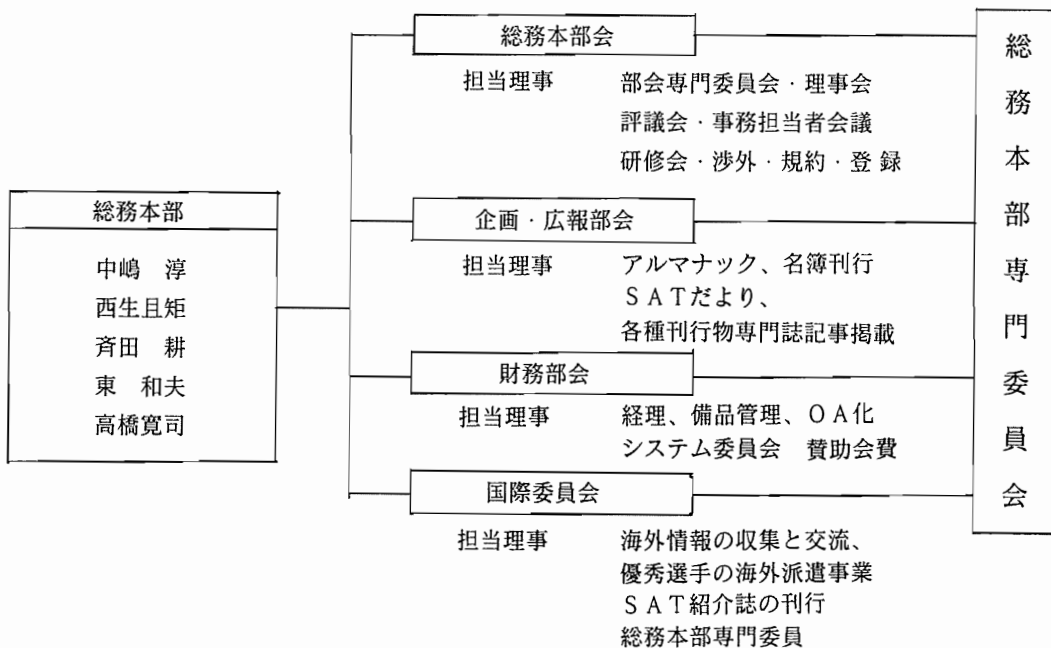 総務本部
中嶋　淳
西生且矩
斉田　耕
東　和夫
高橋寛司
総務本部会
担当理事　部会専門委員会・理事会
評議会・事務担当者会議
研修会・渉外・規約・登 録
企画・広報部会
担当理事　アルマナック、名簿刊行
ＳＡＴだより、
各種刊行物専門誌記事掲載
財務部会
担当理事　経理、備品管理、ＯＡ化
システム委員会　賛助会費
国際委員会
担当理事　海外情報の収集と交流、
優秀選手の海外派遣事業
ＳＡＴ紹介誌の刊行
総務本部専門委員
総務本部専門委員会